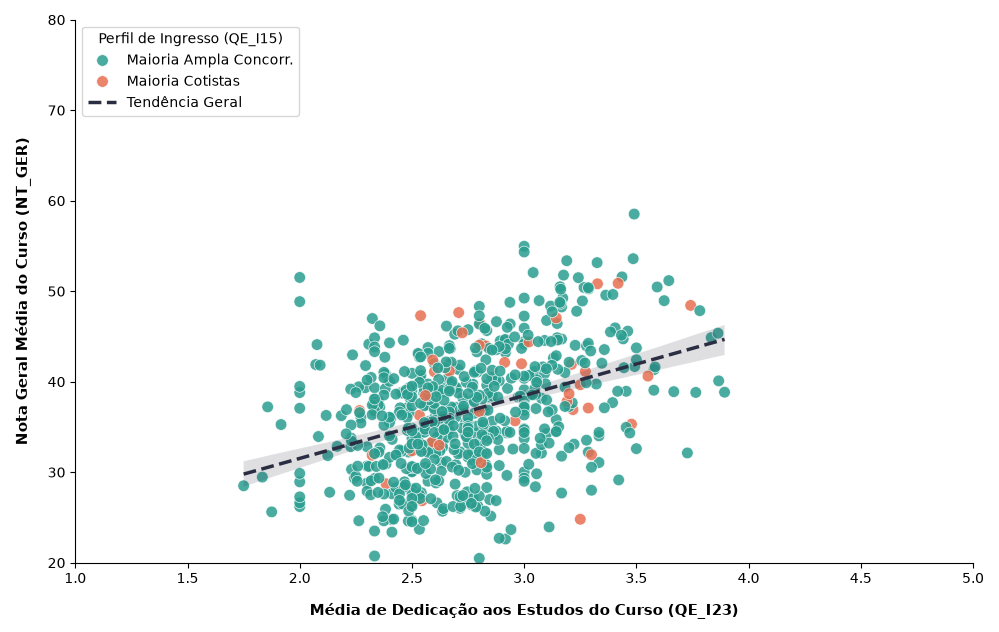 80
70
60
50
40
30
20
Nota Geral Média do Curso (NT_GER)
Perfil de Ingresso (QE_I15)
Maioria Ampla Concorr.
Maioria Cotistas
Tendência Geral
1.0 1.5 2.0 2.5 3.0 3.5 4.0 4.5 5.0
Média de Dedicação aos Estudos do Curso (QE_I23)